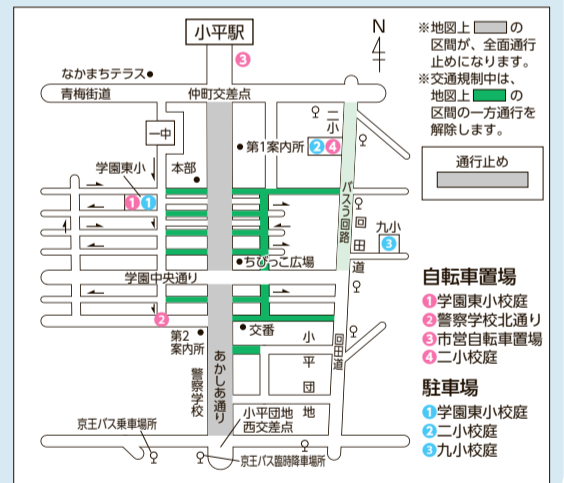 小平駅
N
3
なかまちテラス
青梅街道
仲町交差点
一中
二小
第1案内所
2 4
学園東小
本部
1 1
バスう回路
回田道
九小
3
ちびっこ広場
学園中央通り
2
第2
案内所
交番
小平団地
回田道
あかしあ通り
警察学校
小平団地
西交差点
京王バス乗車場所
京王バス臨時降車場所
※地図上 の
区間が、全面通行
止めになります。
※交通規制中は、
地図上 の
区間の一方通行を
解除します。
通行止め
自転車置場
1学園東小校庭
2警察学校北通り
3市営自転車置場
4二小校庭
駐車場
1学園東小校庭
2二小校庭
3九小校庭